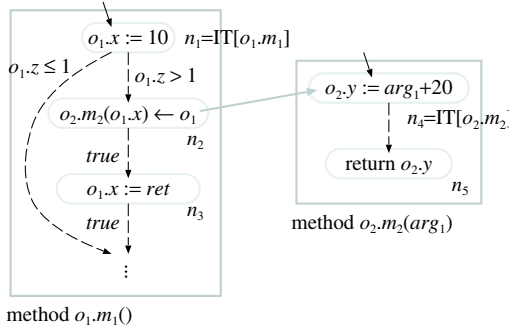 o₁.x := 10 n₁=IT[o₁.m₁]
o₁.z ≤ 1
o₁.z > 1
o₂.m₂(o₁.x) ← o₁
n₂
true
o₁.x := ret
n₃
true
⋮
method o₁.m₁()
o₂.y := arg₁+20
n₄=IT[o₂.m₂]
return o₂.y
n₅
method o₂.m₂(arg₁)